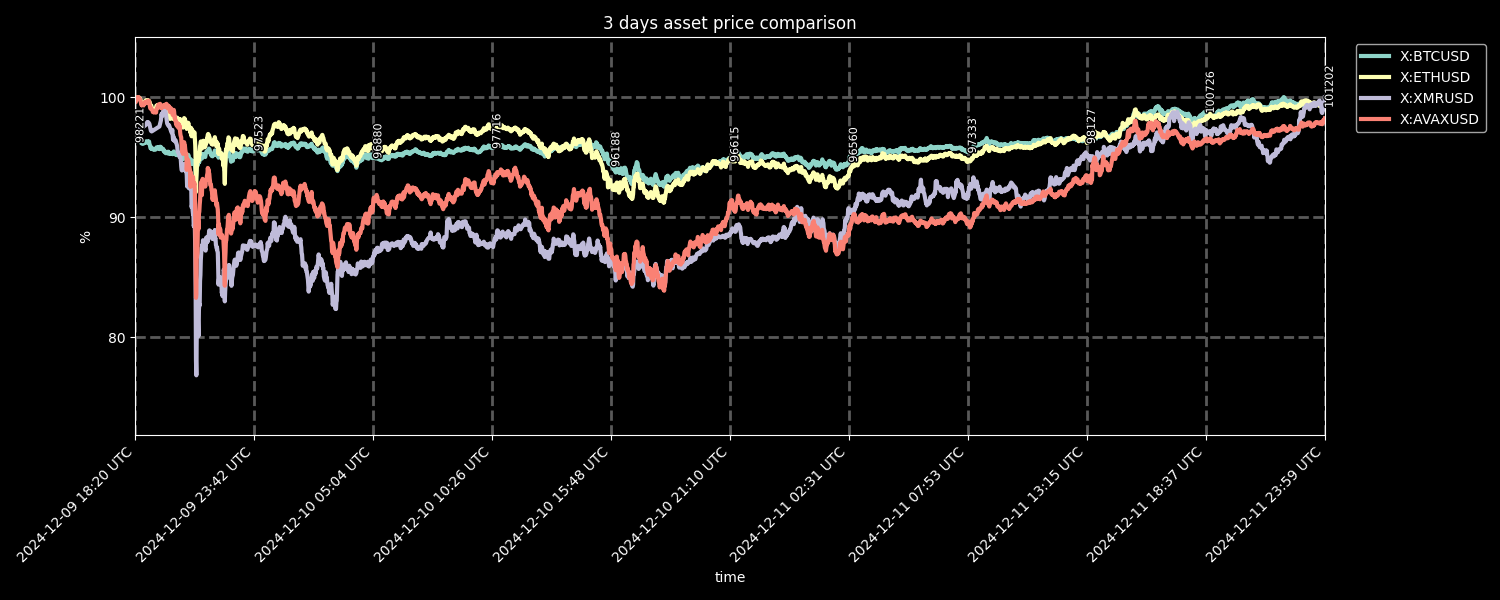 3 days asset price comparison
X:BTCUSD
X:ETHUSD
X:XMRUSD
X:AVAXUSD
100
90
80
%
98221
97523
96880
97716
96188
96615
96560
97333
98127
100726
101202
2024-12-09 18:20 UTC
2024-12-09 23:42 UTC
2024-12-10 05:04 UTC
2024-12-10 10:26 UTC
2024-12-10 15:48 UTC
2024-12-10 21:10 UTC
2024-12-11 02:31 UTC
2024-12-11 07:53 UTC
2024-12-11 13:15 UTC
2024-12-11 18:37 UTC
2024-12-11 23:59 UTC
time